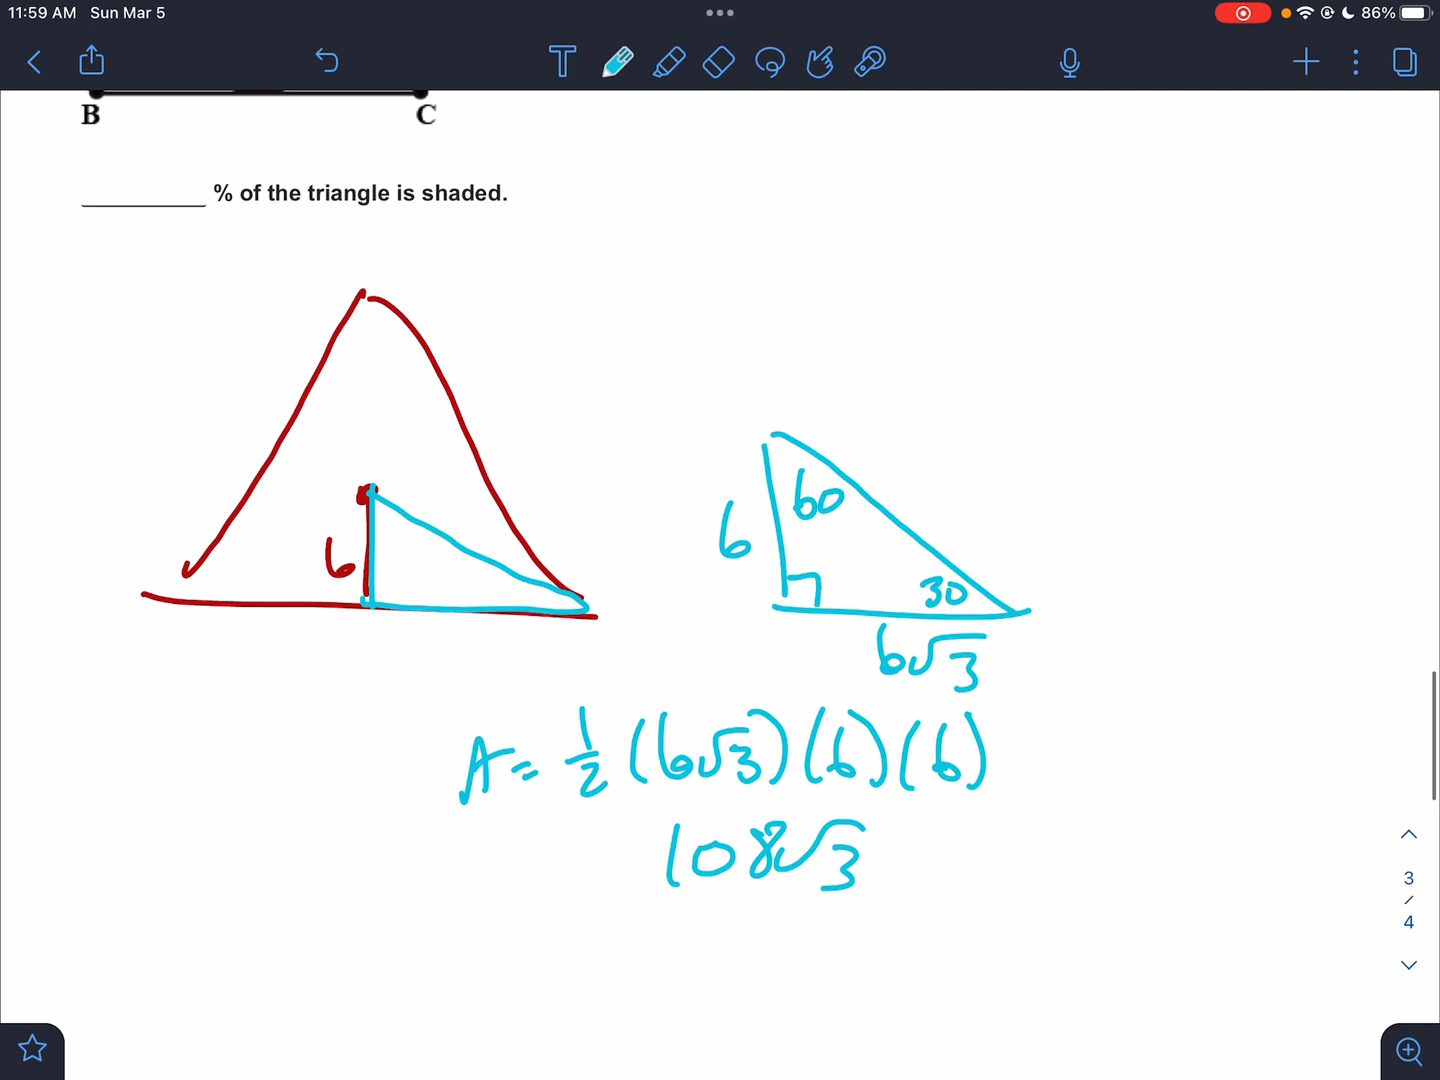 11:59 AM Sun Mar 5
86%
B C
__________ % of the triangle is shaded.
6
60
6
30
6√3
A = 1/2 (6√3)(6)(6)
108√3
3
/
4